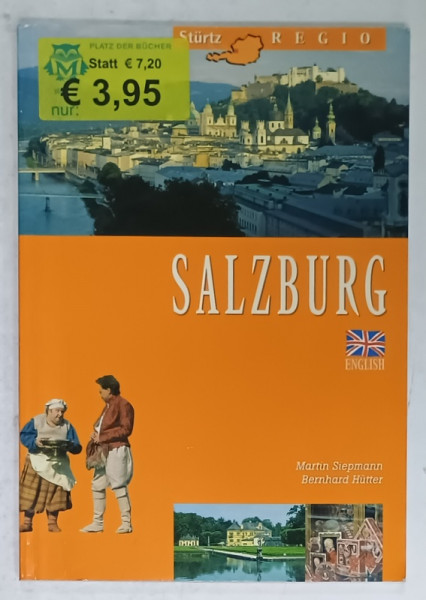 Stürtz REGIO
PLATZ DER BÜCHER
M
Statt € 7,20
€ 3,95
nur:
SALZBURG
ENGLISH
Martin Siepmann
Bernhard Hütter